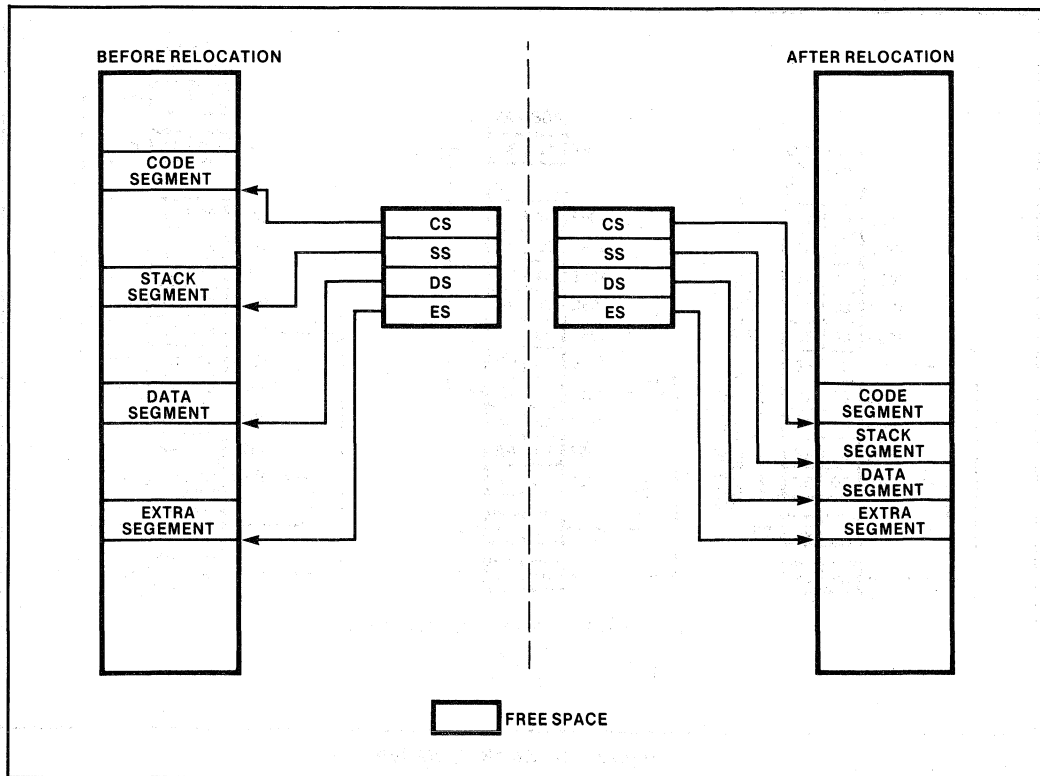 BEFORE RELOCATION
CODE
SEGMENT
STACK
SEGMENT
DATA
SEGMENT
EXTRA
SEGEMENT
CS
SS
DS
ES
CS
SS
DS
ES
AFTER RELOCATION
CODE
SEGMENT
STACK
SEGMENT
DATA
SEGMENT
EXTRA
SEGMENT
FREE SPACE